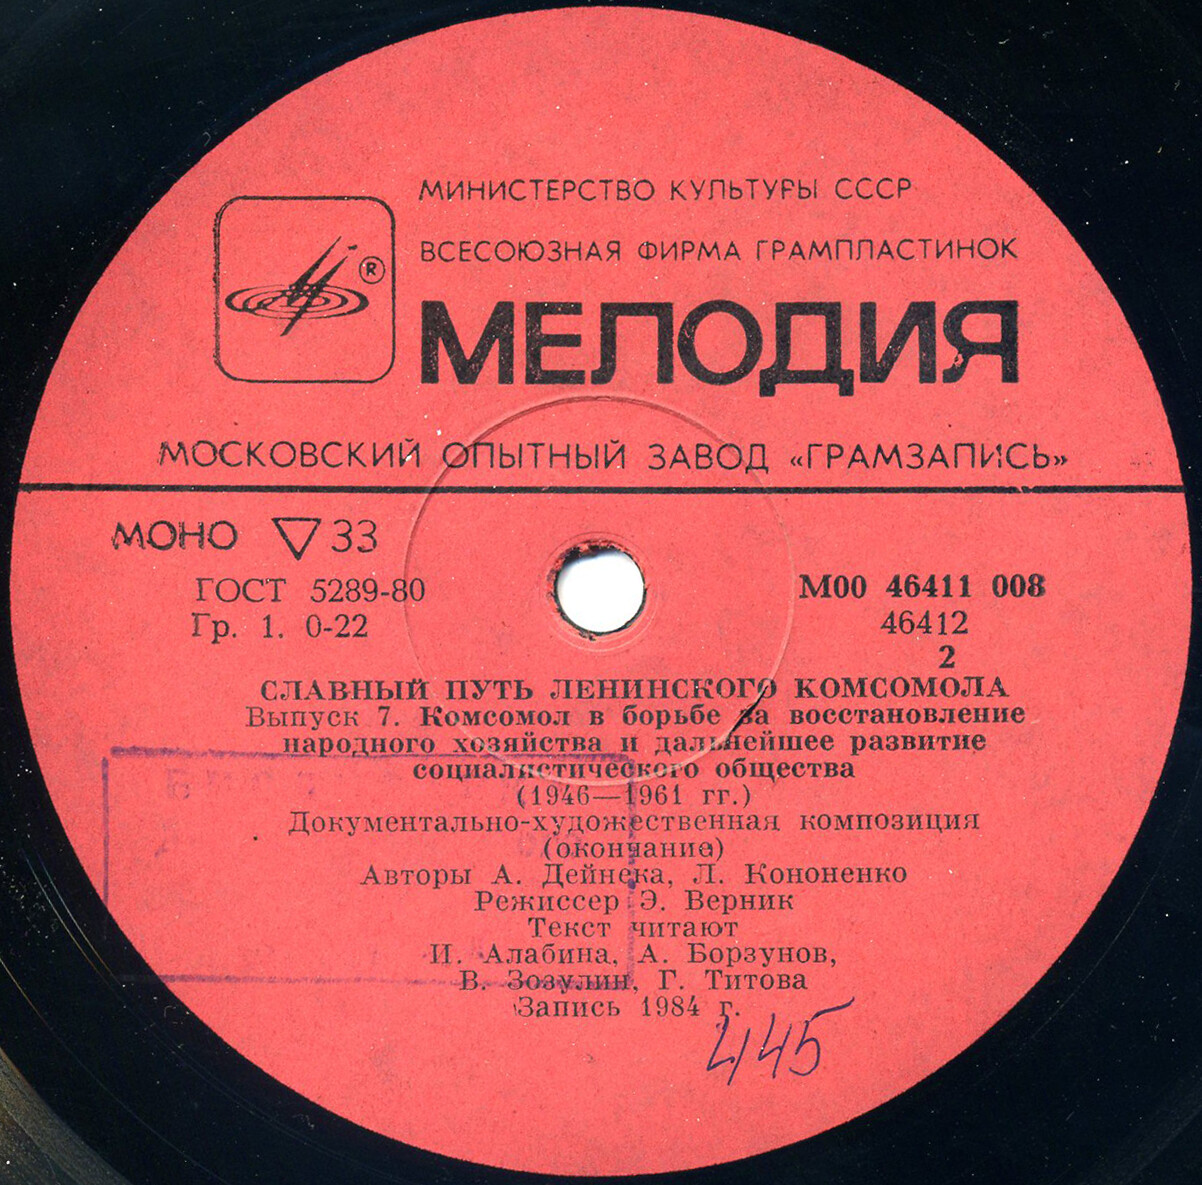 МИНИСТЕРСТВО КУЛЬТУРЫ СССР
ВСЕСОЮЗНАЯ ФИРМА ГРАМПЛАСТИНОК
®
МЕЛОДИЯ
МОСКОВСКИЙ ОПЫТНЫЙ ЗАВОД «ГРАМЗАПИСЬ»
МОНО ▽ 33
ГОСТ 5289-80
Гр. 1. 0-22
М00 46411 008
46412
2
СЛАВНЫЙ ПУТЬ ЛЕНИНСКОГО КОМСОМОЛА
Выпуск 7. Комсомол в борьбе за восстановление
народного хозяйства и дальнейшее развитие
социалистического общества
(1946—1961 гг.)
Документально-художественная композиция
(окончание)
Авторы А. Дейнека, Л. Кононенко
Режиссер Э. Верник
Текст читают
И. Алабина, А. Борзунов,
В. Зозулин, Г. Титова
Запись 1984 г.
445